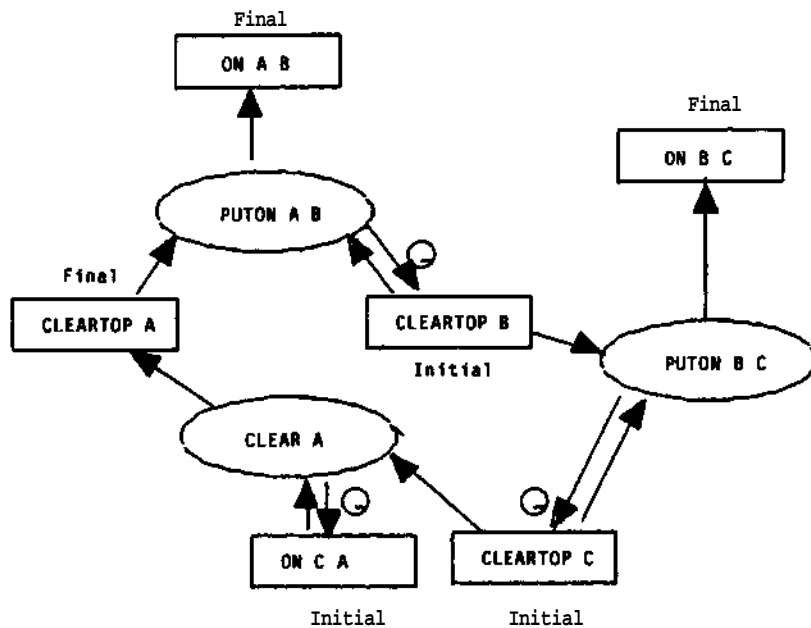 Final
ON A B
Final
ON B C
PUTON A B
Final
CLEARTOP A
CLEARTOP B
Initial
PUTON B C
CLEAR A
ON C A
CLEARTOP C
Initial
Initial